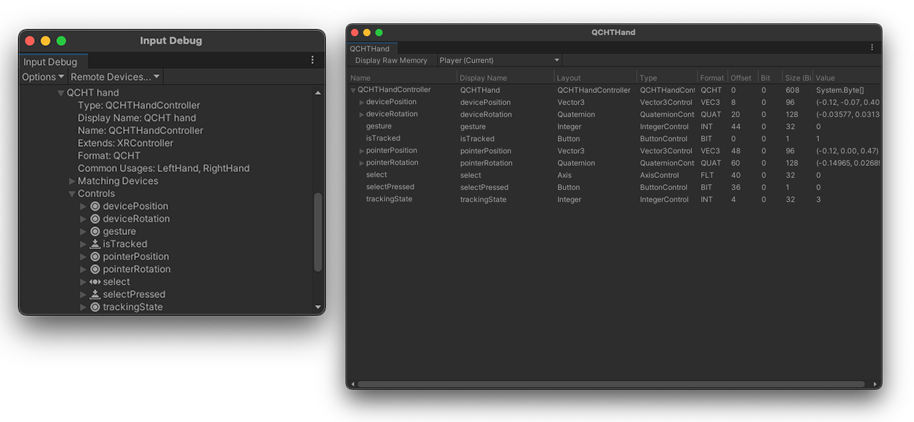 Input Debug
Input Debug
Options Remote Devices...
QCHT hand
Type: QCHTHandController
Display Name: QCHT hand
Name: QCHTHandController
Extends: XRController
Format: QCHT
Common Usages: LeftHand, RightHand
Matching Devices
Controls
devicePosition
deviceRotation
gesture
isTracked
pointerPosition
pointerRotation
select
selectPressed
trackingState
QCHTHand
QCHTHand
Display Raw Memory Player (Current)
Name Display Name Layout Type Format Offset Bit Size (Bi Value
QCHTHandController QCHTHand QCHTHandController QCHTHandCont QCHT 0 0 608 System.Byte[]
devicePosition devicePosition Vector3 Vector3Control VEC3 8 0 96 (-0.12, -0.07, 0.40
deviceRotation deviceRotation Quaternion QuaternionCont QUAT 20 0 128 (-0.03577, 0.0313
gesture gesture Integer IntegerControl INT 44 0 32 0
isTracked isTracked Button ButtonControl BIT 0 0 1 1
pointerPosition pointerPosition Vector3 Vector3Control VEC3 48 0 96 (-0.12, 0.00, 0.47)
pointerRotation pointerRotation Quaternion QuaternionCont QUAT 60 0 128 (-0.14965, 0.0268
select select Axis AxisControl FLT 40 0 32 0
selectPressed selectPressed Button ButtonControl BIT 36 0 1 0
trackingState trackingState Integer IntegerControl INT 4 0 32 3